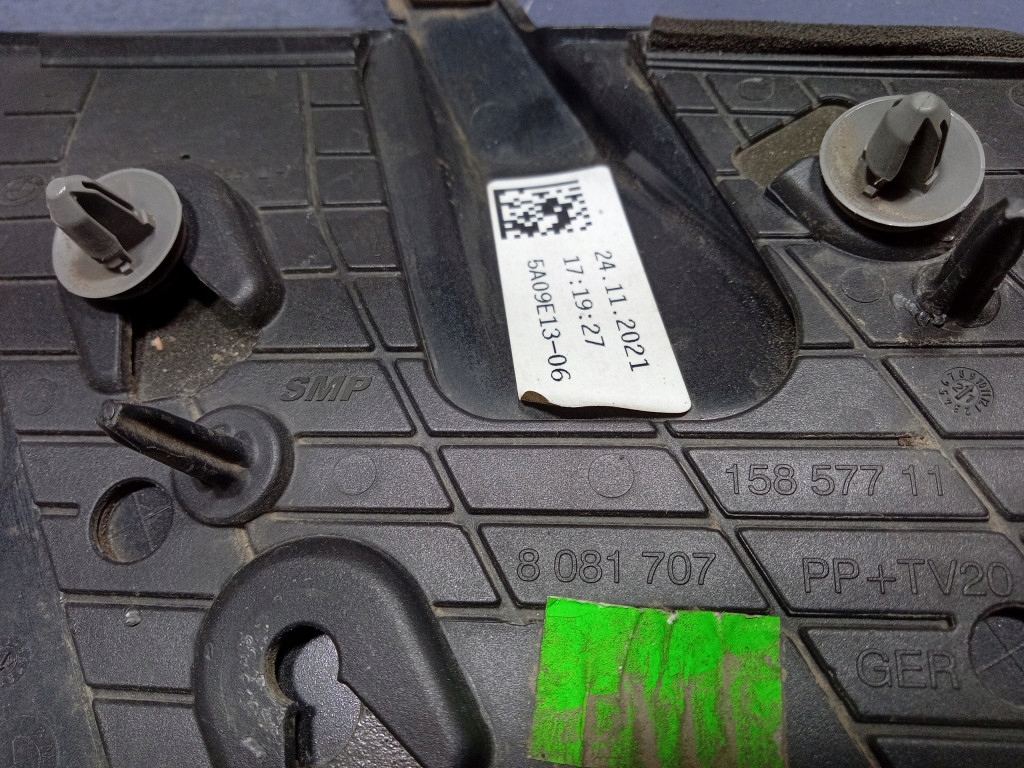 24.11.2021
17:19:27
5A09E13-06
SMP
158 577 11
8 081 707
PP+TV20
GER